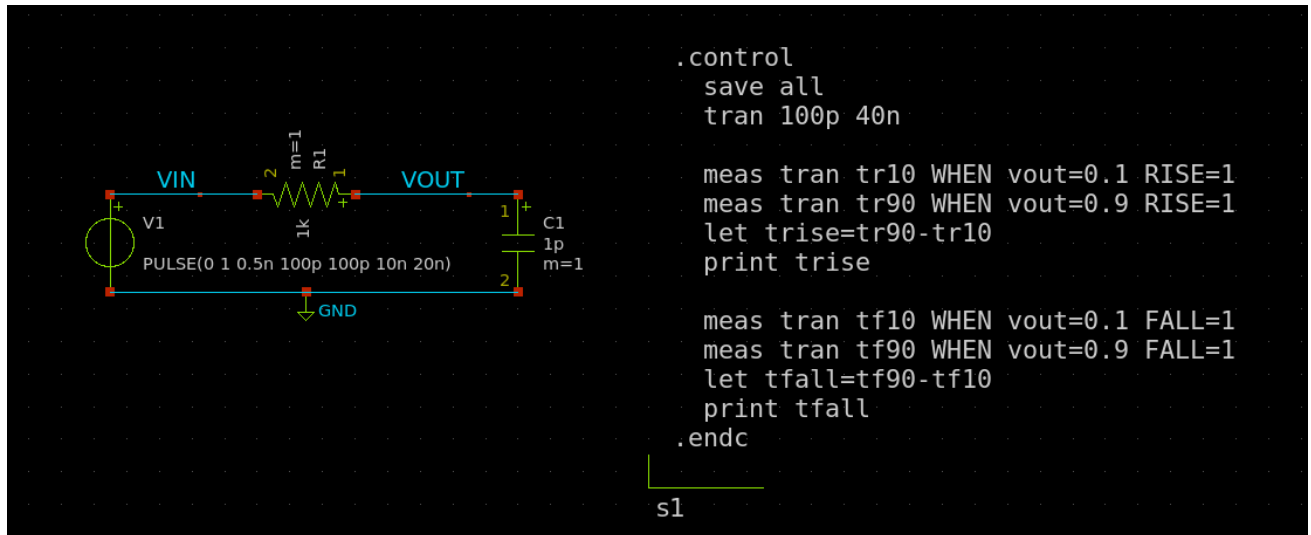 VIN
2
m=1
R1
1
VOUT
V1
1k
PULSE(0 1 0.5n 100p 100p 10n 20n)
1
C1
1p
m=1
2
GND
.control
save all
tran 100p 40n
meas tran tr10 WHEN vout=0.1 RISE=1
meas tran tr90 WHEN vout=0.9 RISE=1
let trise=tr90-tr10
print trise
meas tran tf10 WHEN vout=0.1 FALL=1
meas tran tf90 WHEN vout=0.9 FALL=1
let tfall=tf90-tf10
print tfall
.endc
s1